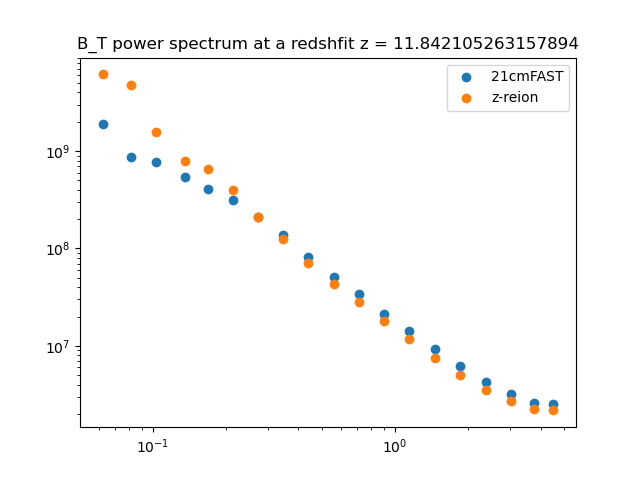 B_T power spectrum at a redshfit z = 11.842105263157894
21cmFAST
z-reion
10⁹
10⁸
10⁷
10⁻¹
10⁰